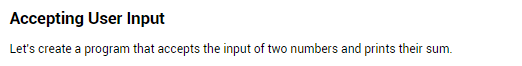 Accepting User Input
Let's create a program that accepts the input of two numbers and prints their sum.